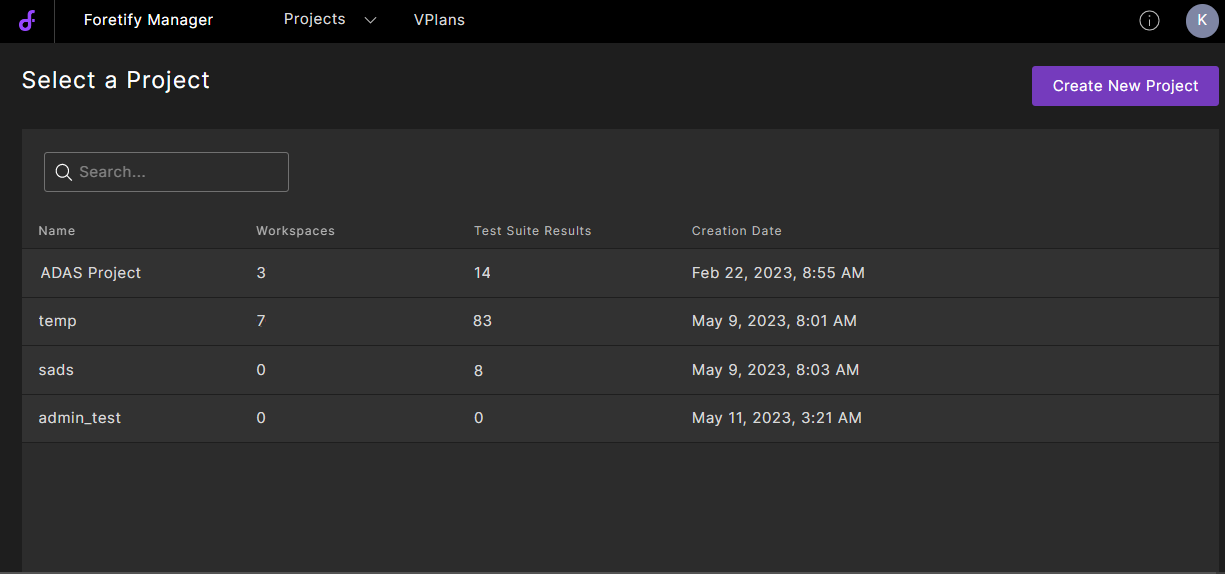 Foretify Manager Projects VPlans K
Select a Project
Create New Project
Search...
Name Workspaces Test Suite Results Creation Date
ADAS Project 3 14 Feb 22, 2023, 8:55 AM
temp 7 83 May 9, 2023, 8:01 AM
sads 0 8 May 9, 2023, 8:03 AM
admin_test 0 0 May 11, 2023, 3:21 AM